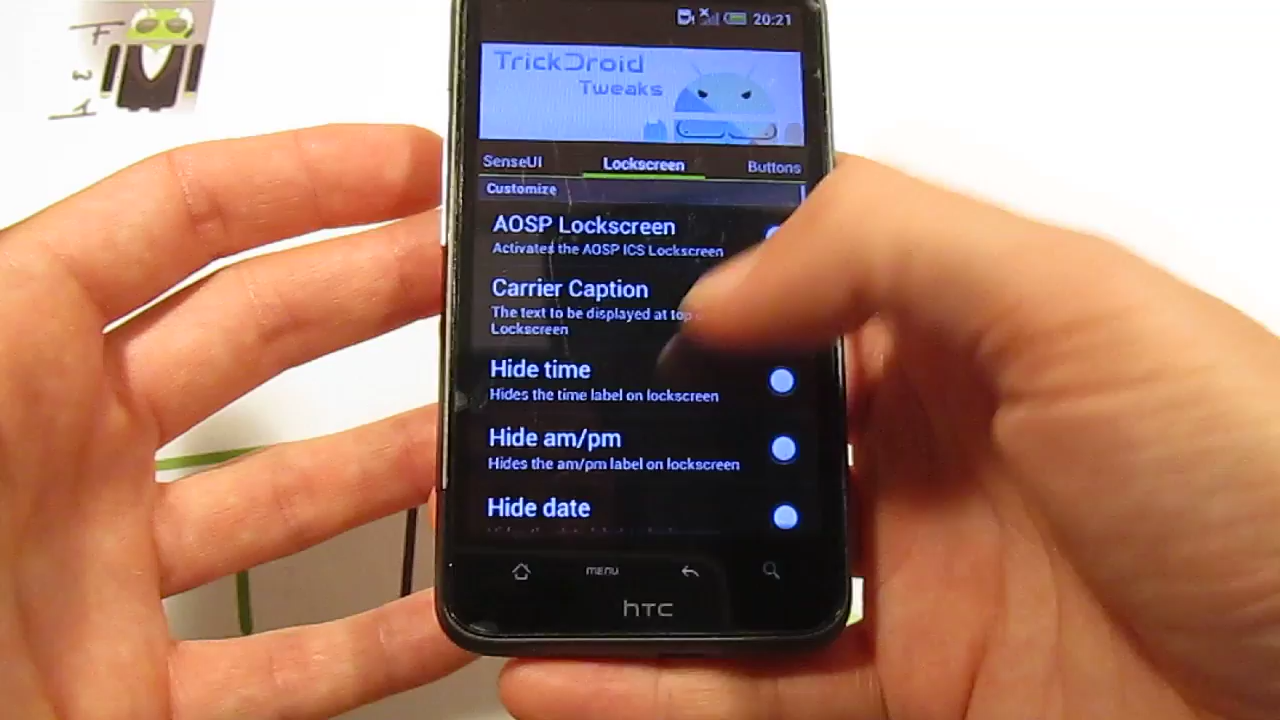 20:21
TrickDroid
Tweaks
SenseUI Lockscreen Buttons
Customize
AOSP Lockscreen
Activates the AOSP ICS Lockscreen
Carrier Caption
The text to be displayed at top
Lockscreen
Hide time
Hides the time label on lockscreen
Hide am/pm
Hides the am/pm label on lockscreen
Hide date
MENU
hTC